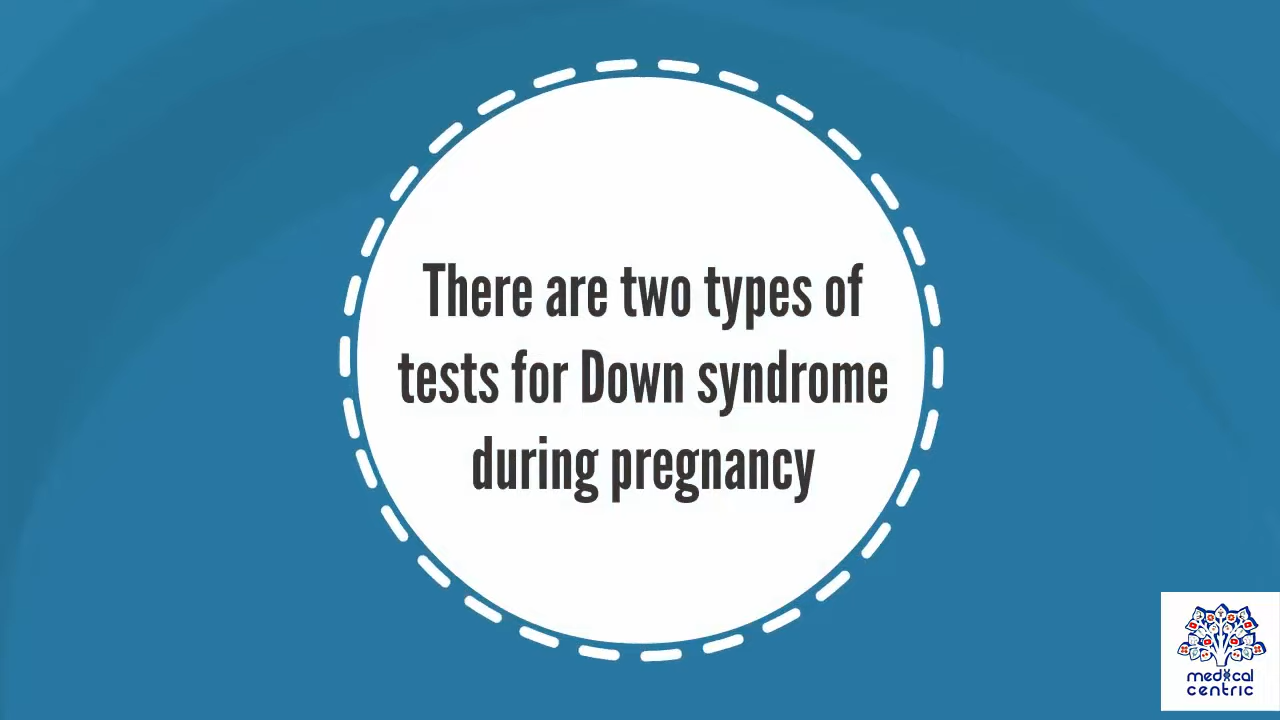 There are two types of
tests for Down syndrome
during pregnancy
medical
centric